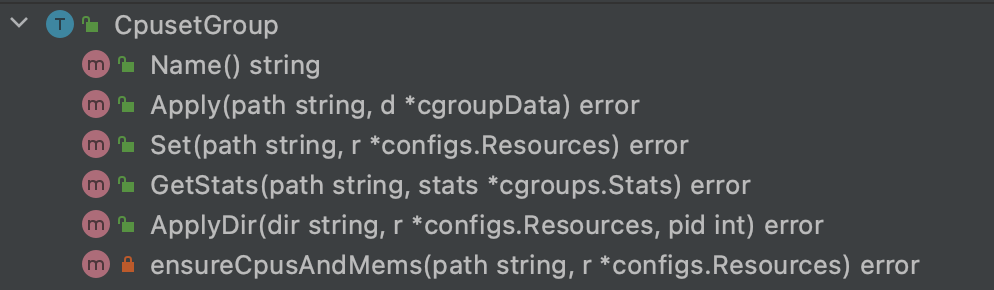 T CpusetGroup
m Name() string
m Apply(path string, d *cgroupData) error
m Set(path string, r *configs.Resources) error
m GetStats(path string, stats *cgroups.Stats) error
m ApplyDir(dir string, r *configs.Resources, pid int) error
m ensureCpusAndMems(path string, r *configs.Resources) error